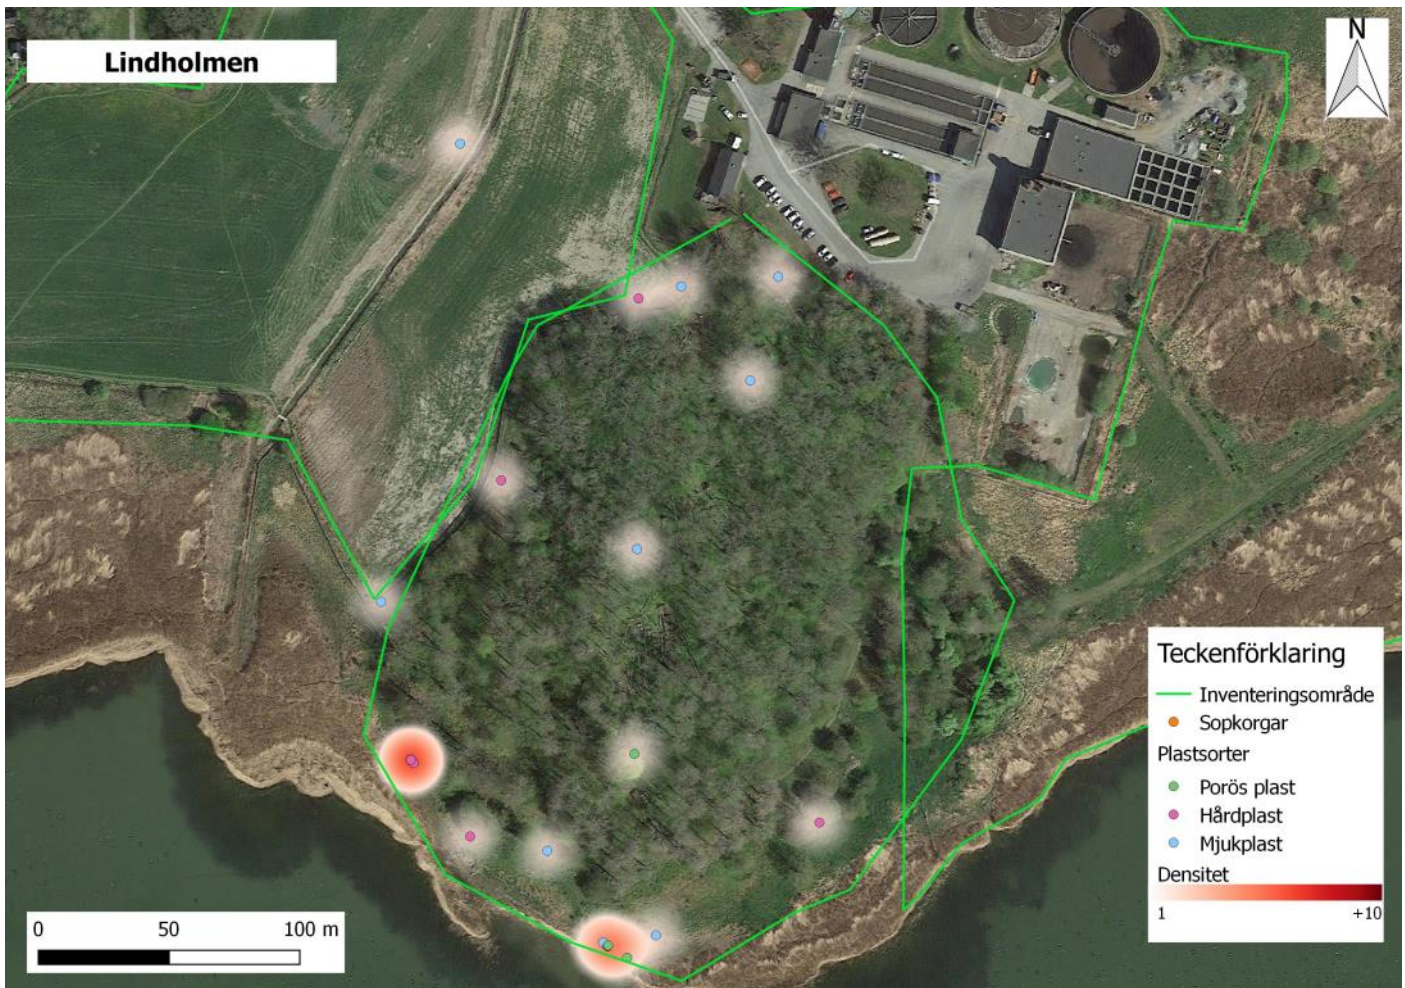 Lindholmen
N
Teckenförklaring
Inventeringsområde
Sopkorgar
Plastsorter
Porös plast
Hårdplast
Mjukplast
Densitet
1 +10
0 50 100 m